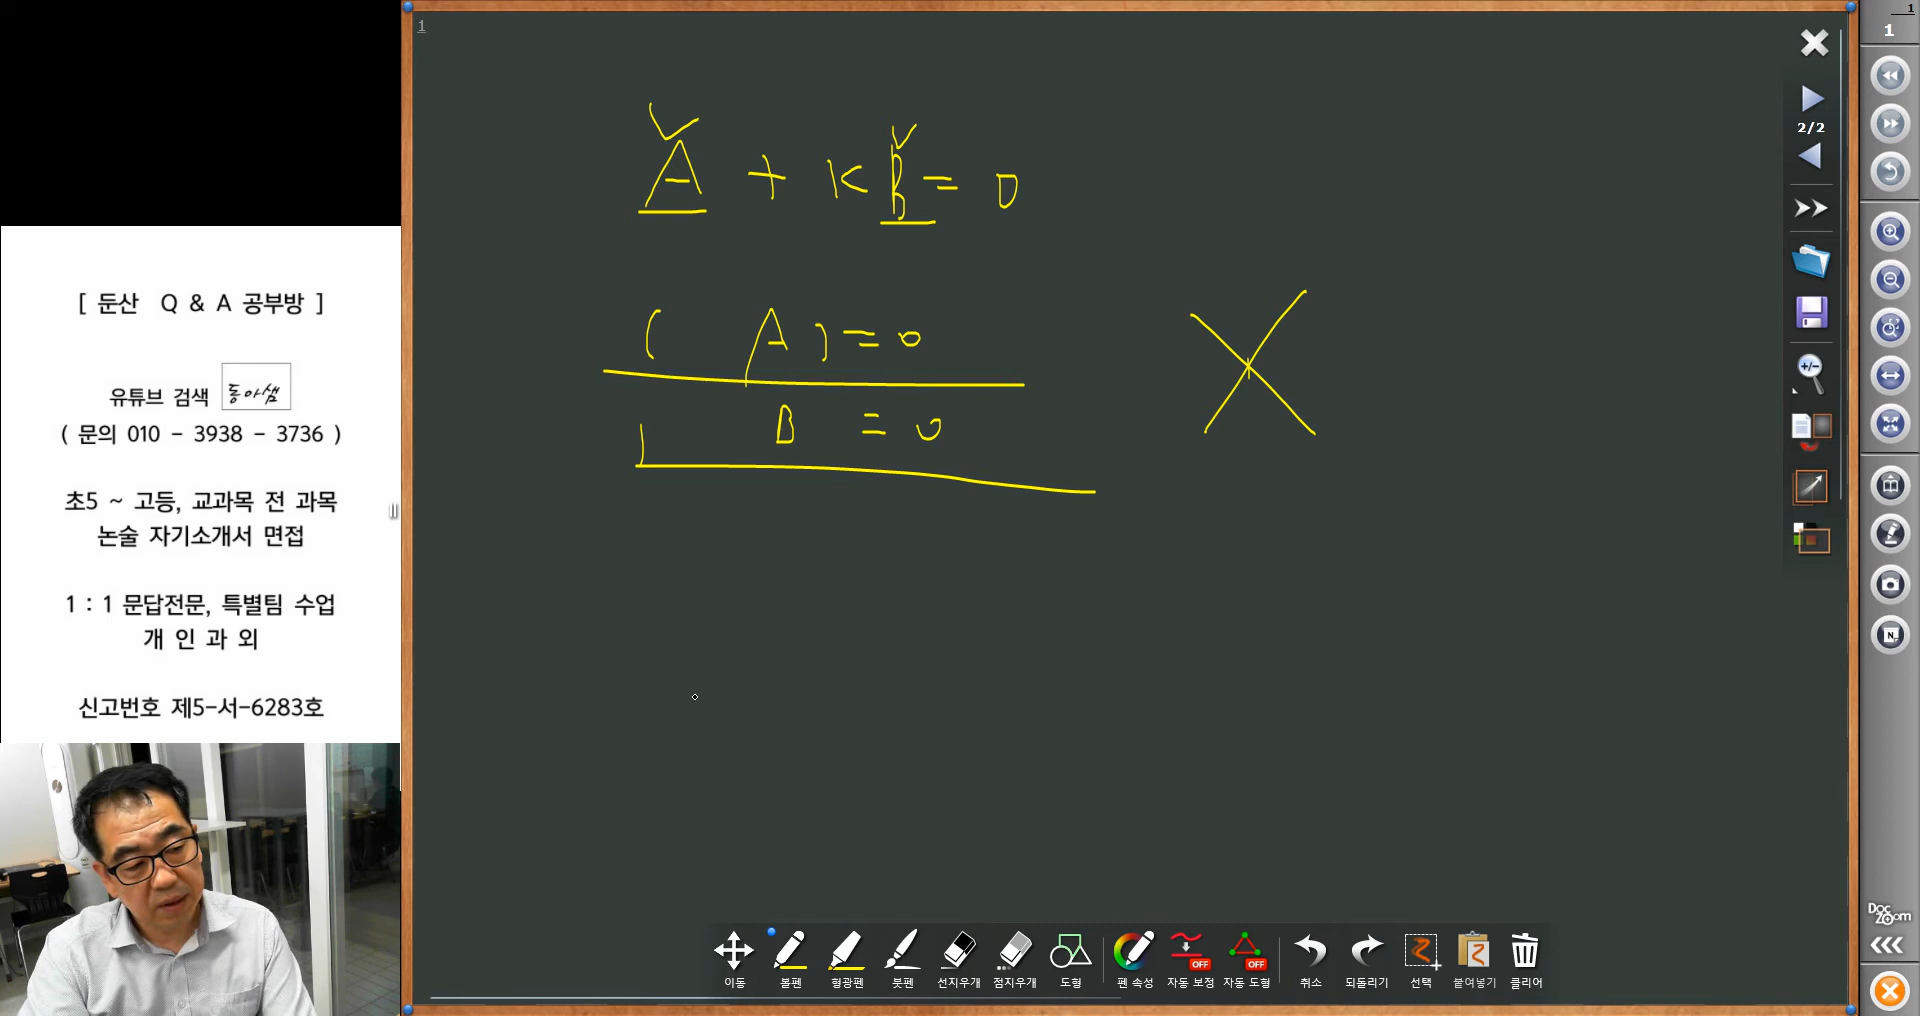 [ 둔산 Q & A 공부방 ]
유튜브 검색 동아샘
( 문의 010 - 3938 - 3736 )
초5 ~ 고등, 교과목 전 과목
논술 자기소개서 면접
1 : 1 문답전문, 특별팀 수업
개 인 과 외
신고번호 제5-서-6283호
1
A + K B = 0
( A ) = 0
B = 0
1
1
2/2
+/-
N
Doc Zoom
이동
볼펜
형광펜
붓펜
선지우개
점지우개
도형
펜 속성
OFF
자동 보정
OFF
자동 도형
취소
되돌리기
선택
붙여넣기
클리어